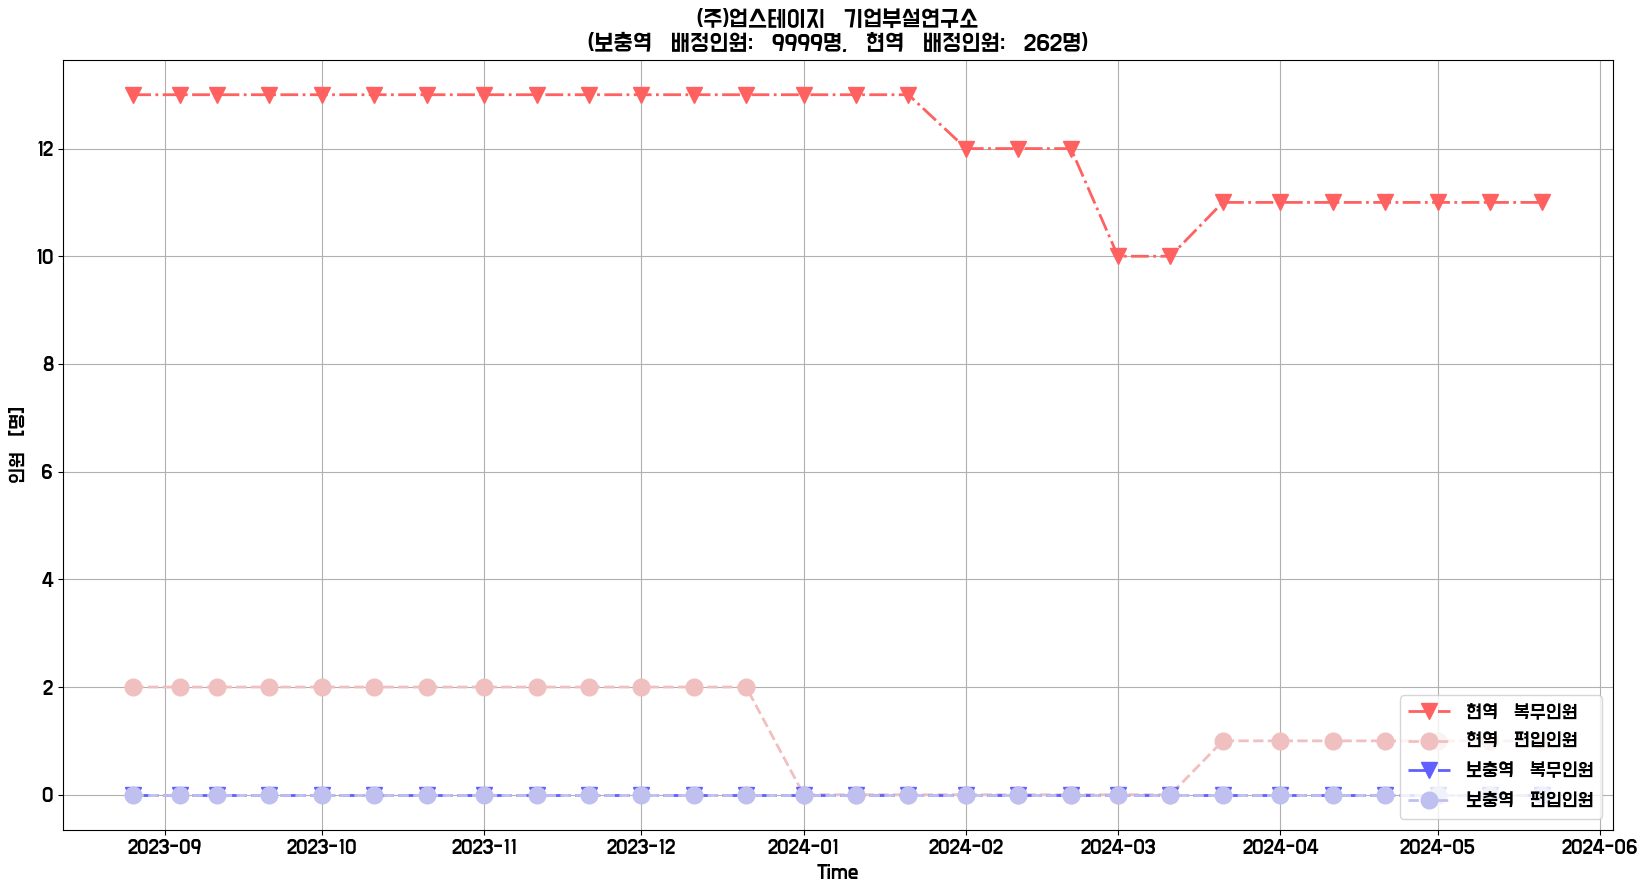 (주)업스테이지 기업부설연구소
(보충역 배정인원: 9999명, 현역 배정인원: 262명)
인원 [명]
12
10
8
6
4
2
0
현역 복무인원
현역 편입인원
보충역 복무인원
보충역 편입인원
2023-09 2023-10 2023-11 2023-12 2024-01 2024-02 2024-03 2024-04 2024-05 2024-06
Time